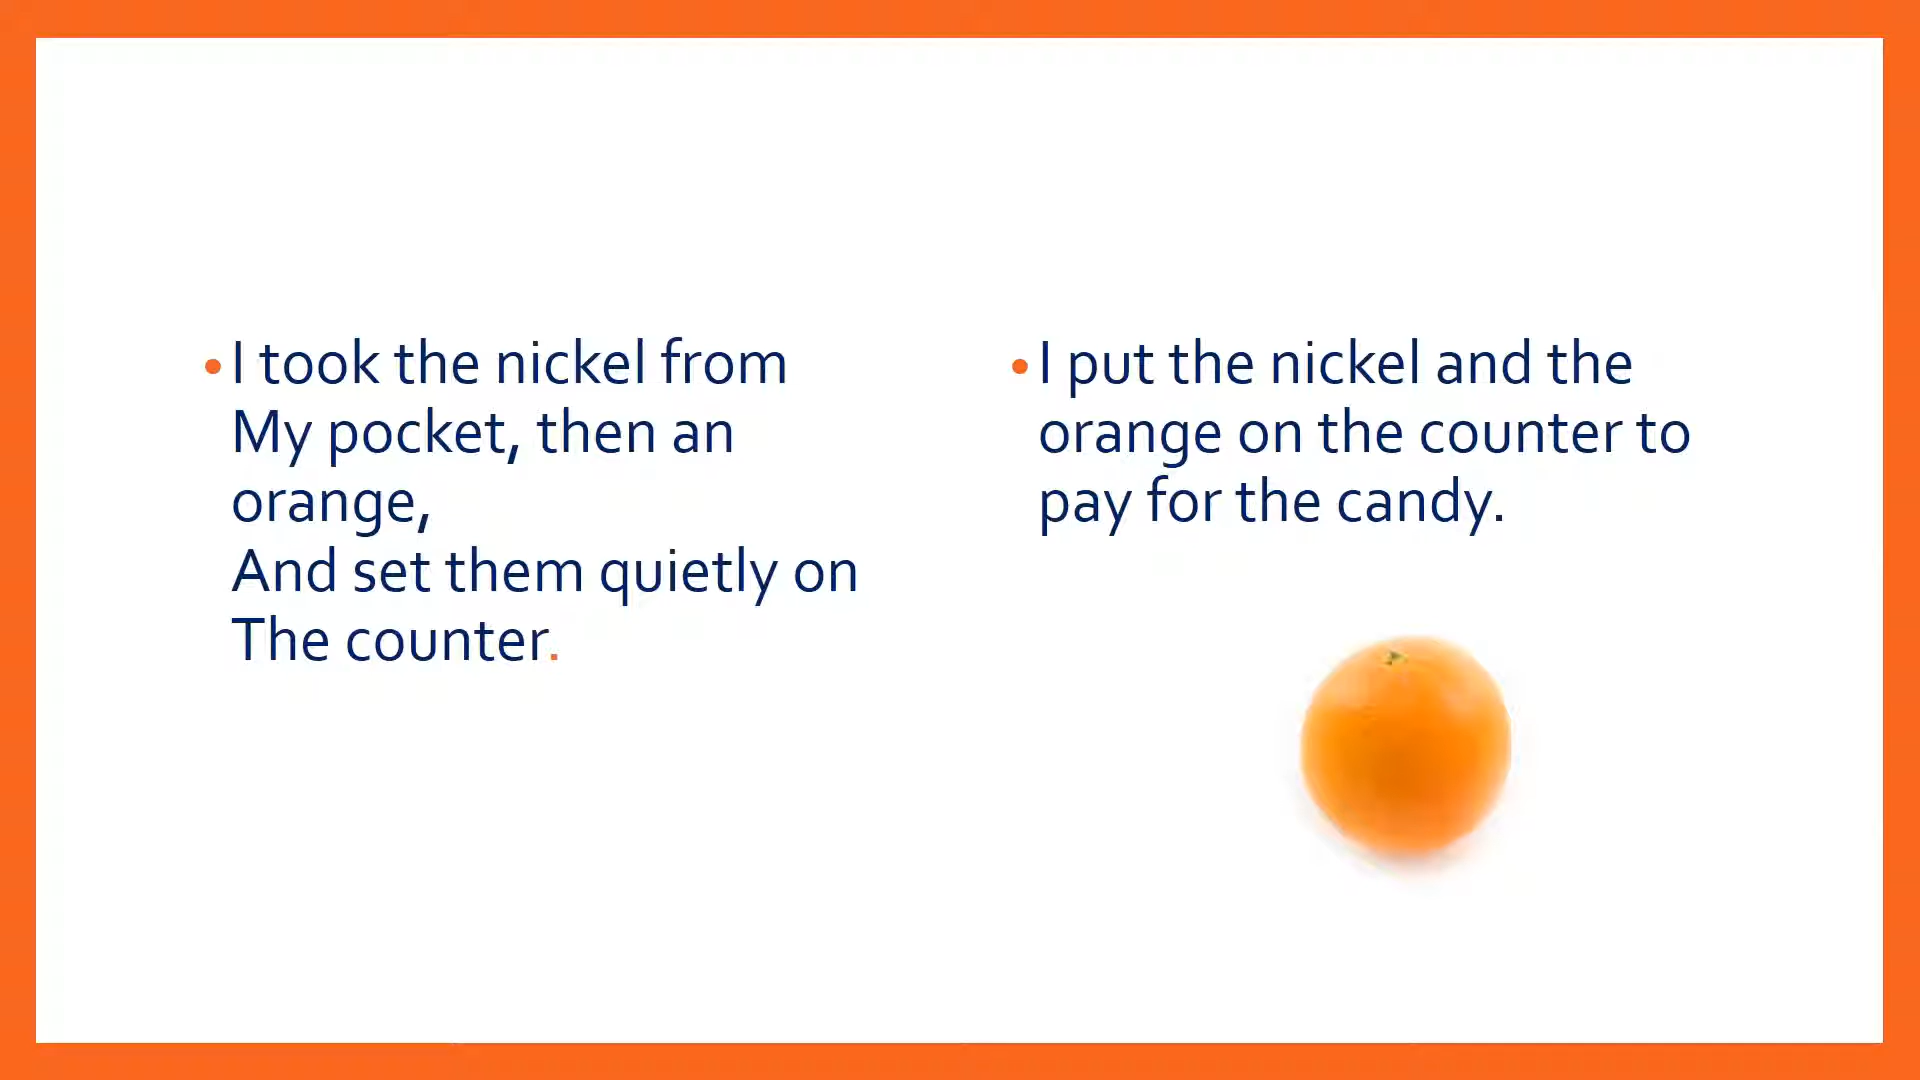 • I took the nickel from
My pocket, then an
orange,
And set them quietly on
The counter.
• I put the nickel and the
orange on the counter to
pay for the candy.